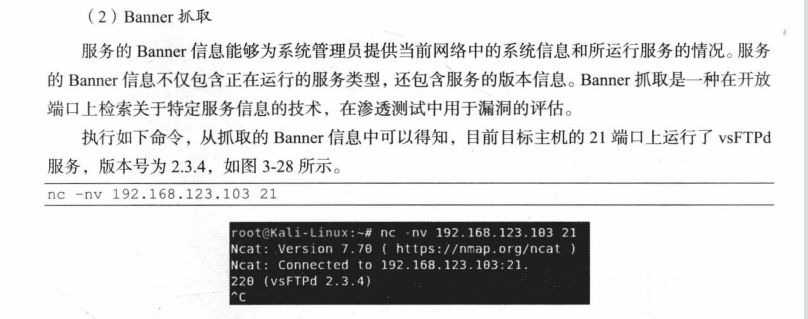 （2）Banner 抓取
服务的 Banner 信息能够为系统管理员提供当前网络中的系统信息和所运行服务的情况。服务
的 Banner 信息不仅包含正在运行的服务类型，还包含服务的版本信息。Banner 抓取是一种在开放
端口上检索关于特定服务信息的技术，在渗透测试中用于漏洞的评估。
执行如下命令，从抓取的 Banner 信息中可以得知，目前目标主机的 21 端口上运行了 vsFTPd
服务，版本号为 2.3.4，如图 3-28 所示。
nc -nv 192.168.123.103 21
root@Kali-Linux:~# nc -nv 192.168.123.103 21
Ncat: Version 7.70 ( https://nmap.org/ncat )
Ncat: Connected to 192.168.123.103:21.
220 (vsFTPd 2.3.4)
^C